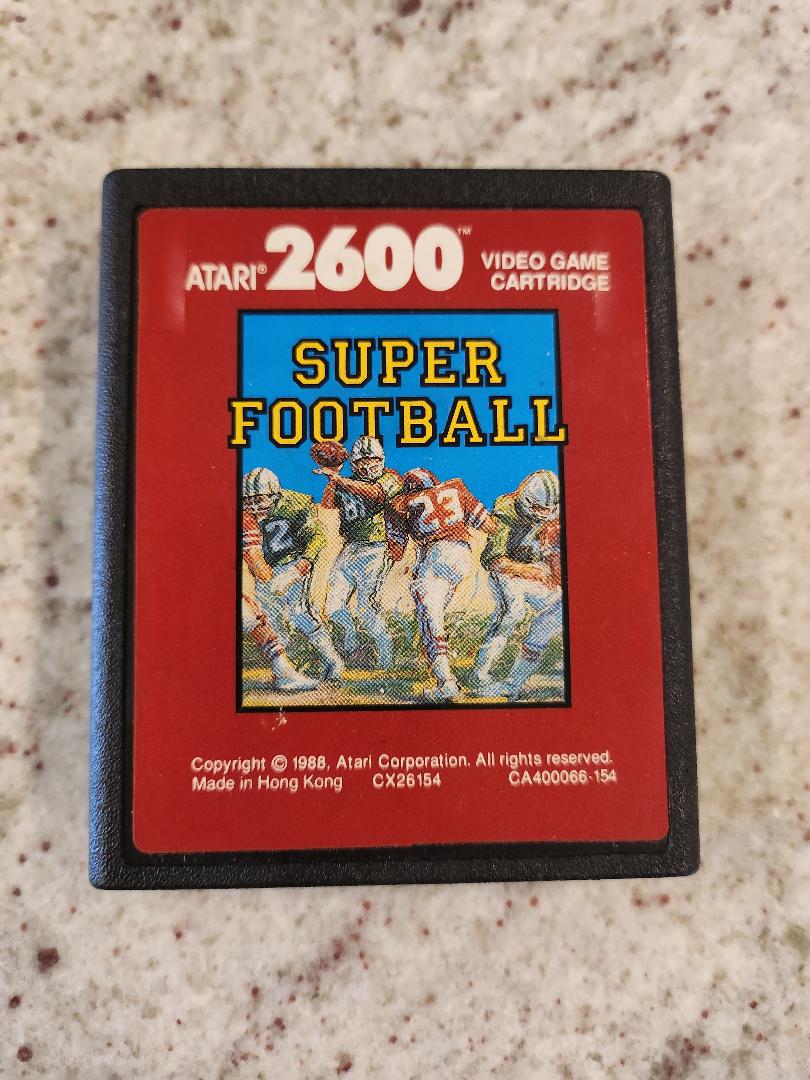 ATARI® 2600™ VIDEO GAME
CARTRIDGE
SUPER
FOOTBALL
2 23
Copyright © 1988, Atari Corporation. All rights reserved.
Made in Hong Kong CX26154 CA400066-154